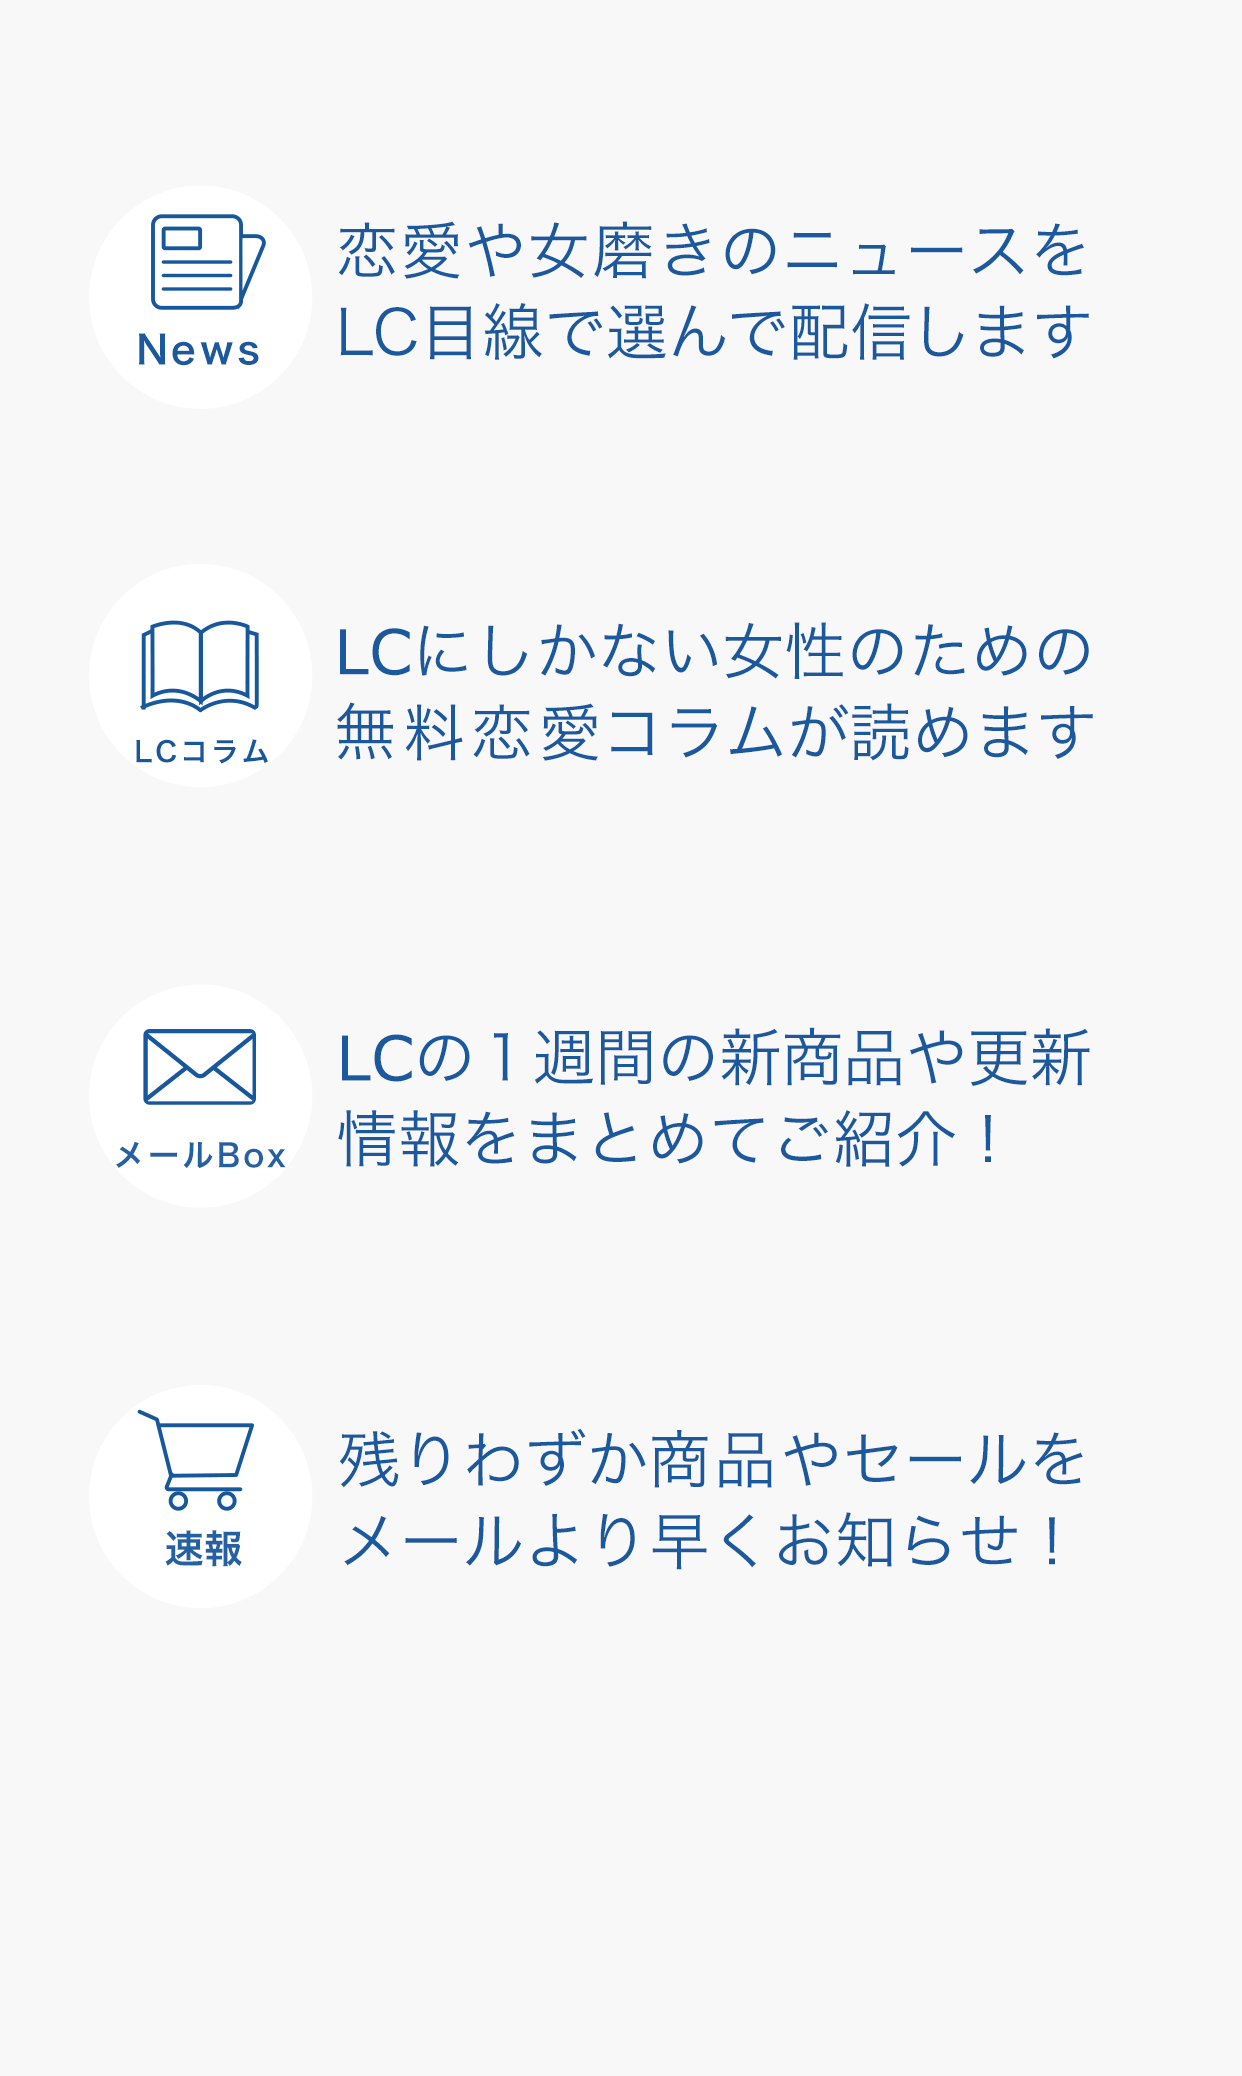 恋愛や女磨きのニュースを
LC目線で選んで配信します
News
LCにしかない女性のための
無料恋愛コラムが読めます
LCコラム
LCの１週間の新商品や更新
情報をまとめてご紹介！
メールBox
残りわずか商品やセールを
メールより早くお知らせ！
速報